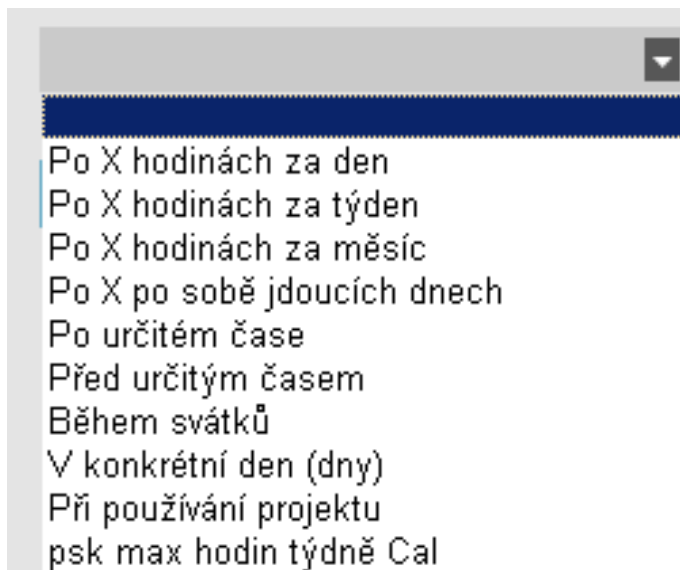 Po X hodinách za den
Po X hodinách za týden
Po X hodinách za měsíc
Po X po sobě jdoucích dnech
Po určitém čase
Před určitým časem
Během svátků
V konkrétní den (dny)
Při používání projektu
psk max hodin týdně Cal